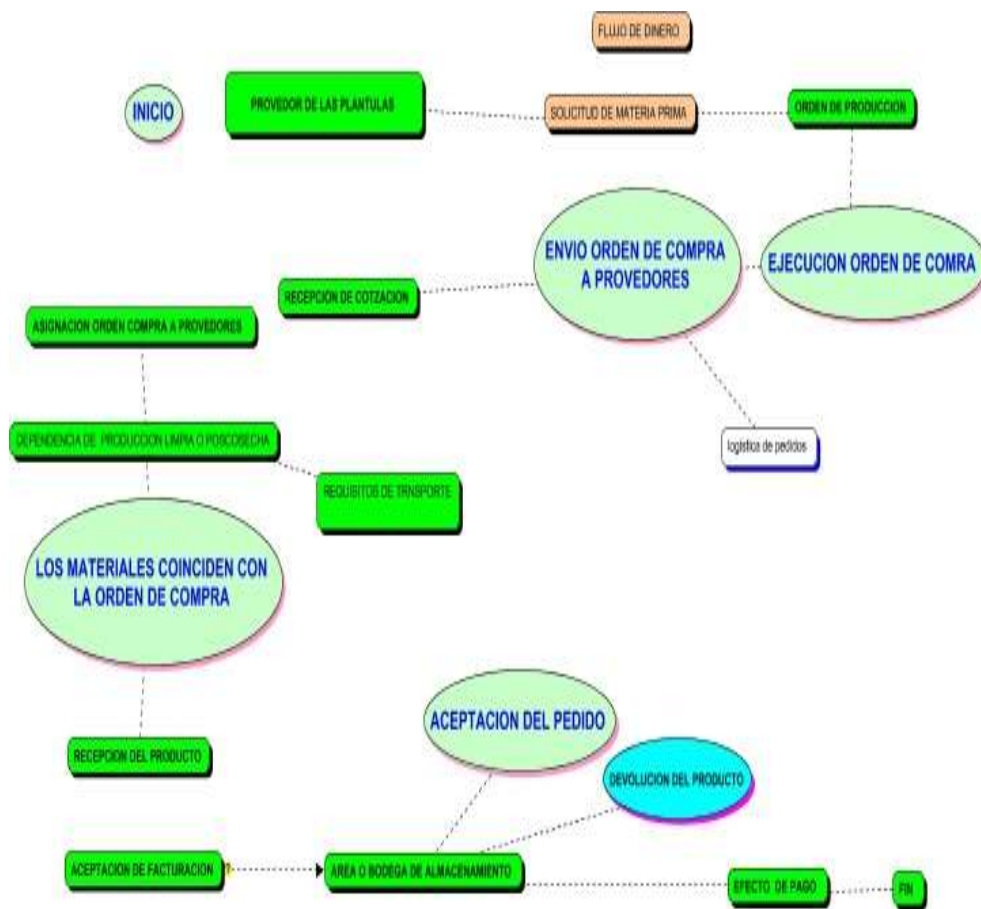 FLUJO DE DINERO
INICIO
PROVEDOR DE LAS PLANTULAS
SOLICITUD DE MATERIA PRIMA
ORDEN DE PRODUCCION
ENVIO ORDEN DE COMPRA
A PROVEDORES
EJECUCION ORDEN DE COMRA
RECEPCION DE COTZACION
ASIGNACION ORDEN COMPRA A PROVEDORES
DEPENDENCIA DE PRODUCCION LIMPIA O POSCOSECHA
logistica de pedidos
REQUISITOS DE TRNSPORTE
LOS MATERIALES COINCIDEN CON
LA ORDEN DE COMPRA
ACEPTACION DEL PEDIDO
RECEPCION DEL PRODUCTO
DEVOLUCION DEL PRODUCTO
ACEPTACION DE FACTURACION ?
AREA O BODEGA DE ALMACENAMIENTO
EFECTO DE PAGO
FIN